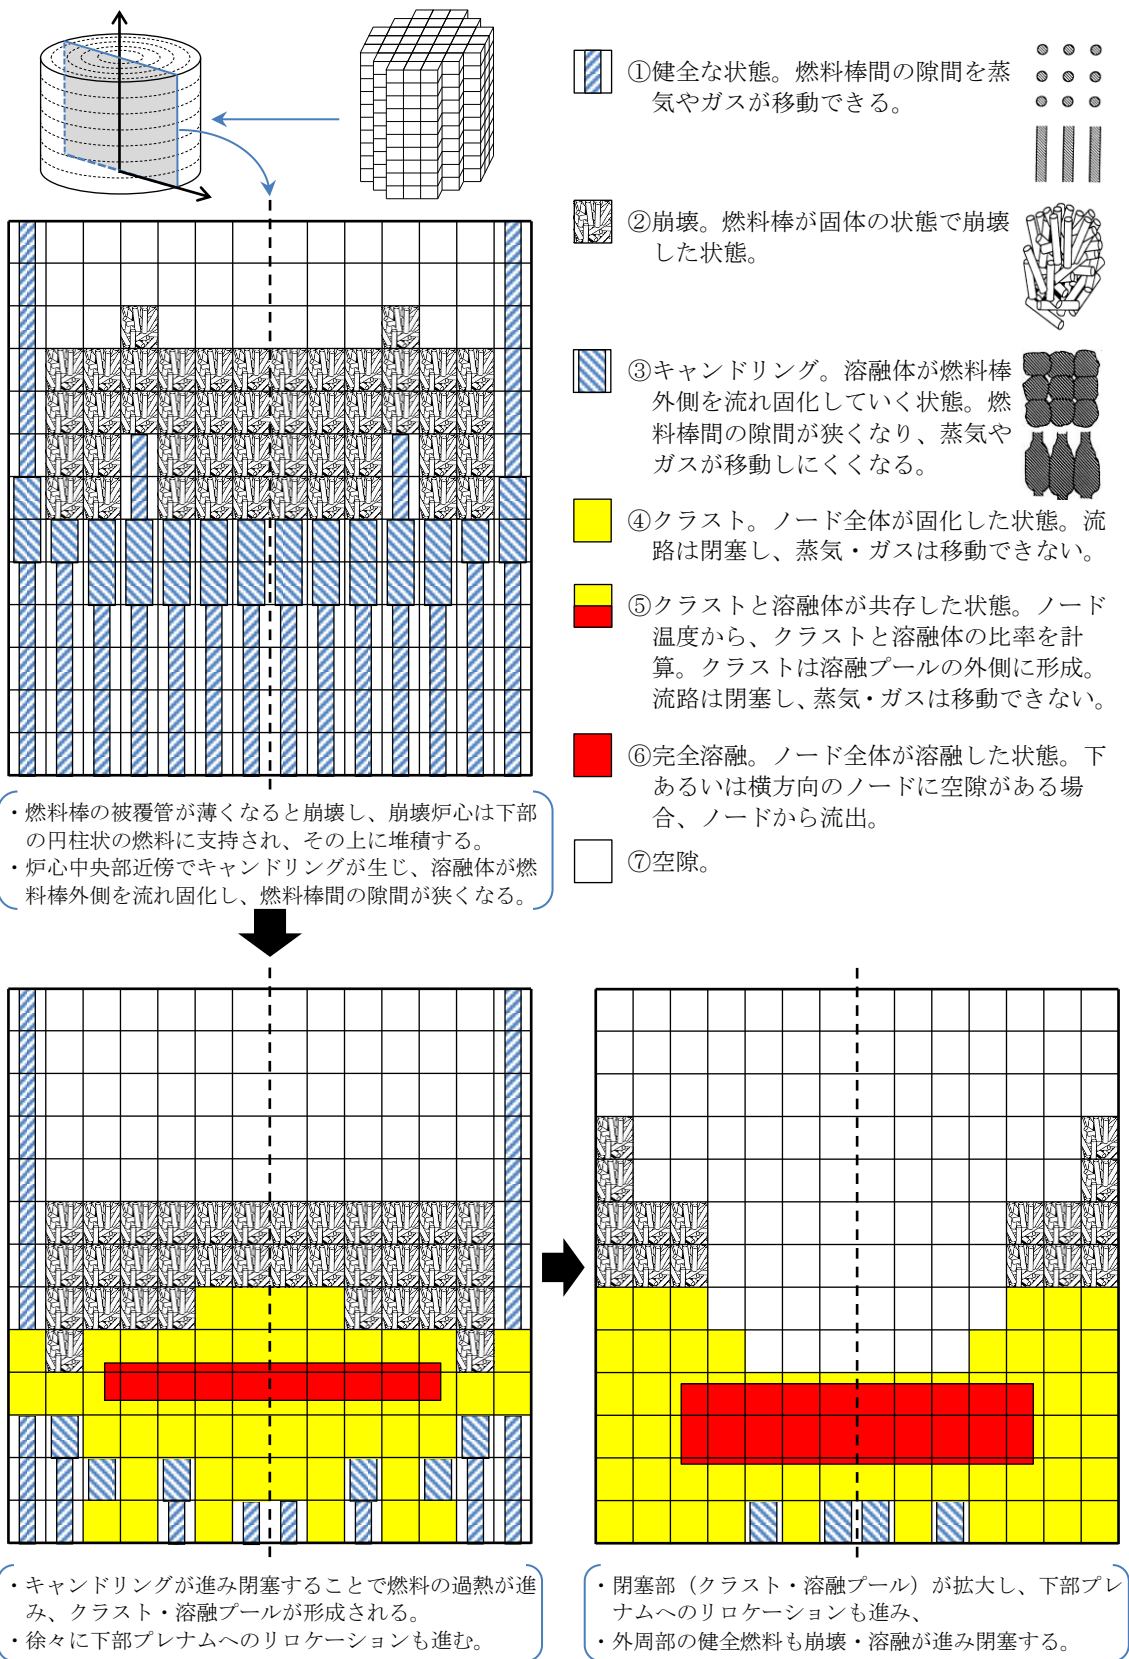 ①健全な状態。燃料棒間の隙間を蒸
気やガスが移動できる。
②崩壊。燃料棒が固体の状態で崩壊
した状態。
③キャンドリング。溶融体が燃料棒
外側を流れ固化していく状態。燃
料棒間の隙間が狭くなり、蒸気や
ガスが移動しにくくなる。
④クラスト。ノード全体が固化した状態。流
路は閉塞し、蒸気・ガスは移動できない。
⑤クラストと溶融体が共存した状態。ノード
温度から、クラストと溶融体の比率を計
算。クラストは溶融プールの外側に形成。
流路は閉塞し、蒸気・ガスは移動できない。
⑥完全溶融。ノード全体が溶融した状態。下
あるいは横方向のノードに空隙がある場
合、ノードから流出。
⑦空隙。
・燃料棒の被覆管が薄くなると崩壊し、崩壊炉心は下部
の円柱状の燃料に支持され、その上に堆積する。
・炉心中央部近傍でキャンドリングが生じ、溶融体が燃
料棒外側を流れ固化し、燃料棒間の隙間が狭くなる。
・キャンドリングが進み閉塞することで燃料の過熱が進
み、クラスト・溶融プールが形成される。
・徐々に下部プレナムへのリロケーションも進む。
・閉塞部（クラスト・溶融プール）が拡大し、下部プレ
ナムへのリロケーションも進み、
・外周部の健全燃料も崩壊・溶融が進み閉塞する。